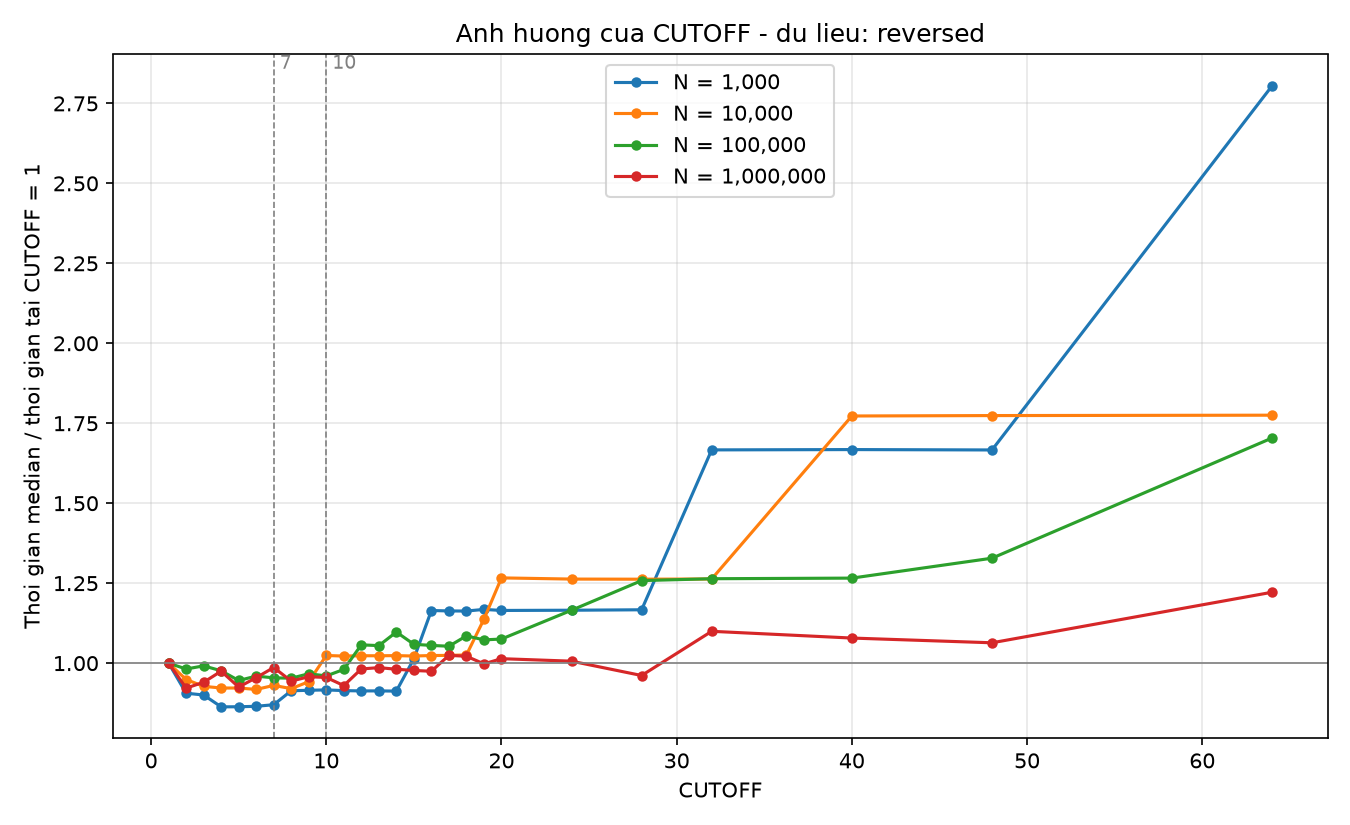 Anh huong cua CUTOFF - du lieu: reversed
7
10
N = 1,000
N = 10,000
N = 100,000
N = 1,000,000
Thoi gian median / thoi gian tai CUTOFF = 1
2.75
2.50
2.25
2.00
1.75
1.50
1.25
1.00
0
10
20
30
40
50
60
CUTOFF